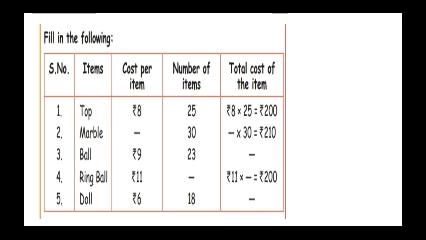 Fill in the following:
S.No. Items Cost per item Number of items Total cost of the item
1. Top ₹8 25 ₹8 × 25 = ₹200
2. Marble – 30 – × 30 = ₹210
3. Ball ₹9 23 –
4. Ring Ball ₹11 – ₹11 × – = ₹200
5. Doll ₹6 18 –